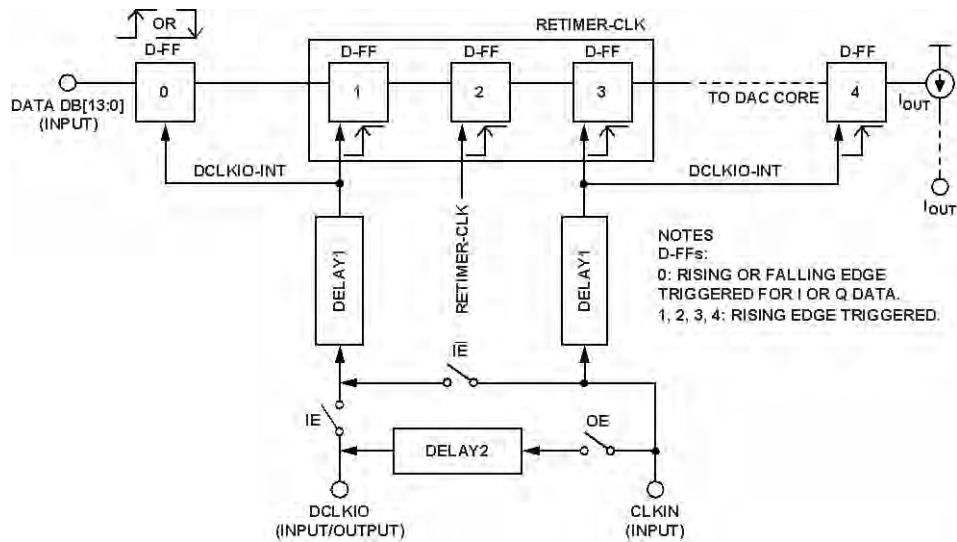 RETIMER-CLK
OR
D-FF
D-FF
D-FF
D-FF
D-FF
0
1
2
3
4
DATA DB[13:0]
(INPUT)
TO DAC CORE
IOUT
DCLKIO-INT
DCLKIO-INT
IOUT
DELAY1
RETIMER-CLK
DELAY1
NOTES
D-FFs:
0: RISING OR FALLING EDGE
TRIGGERED FOR I OR Q DATA.
1, 2, 3, 4: RISING EDGE TRIGGERED.
IE
IE
OE
DELAY2
DCLKIO
(INPUT/OUTPUT)
CLKIN
(INPUT)